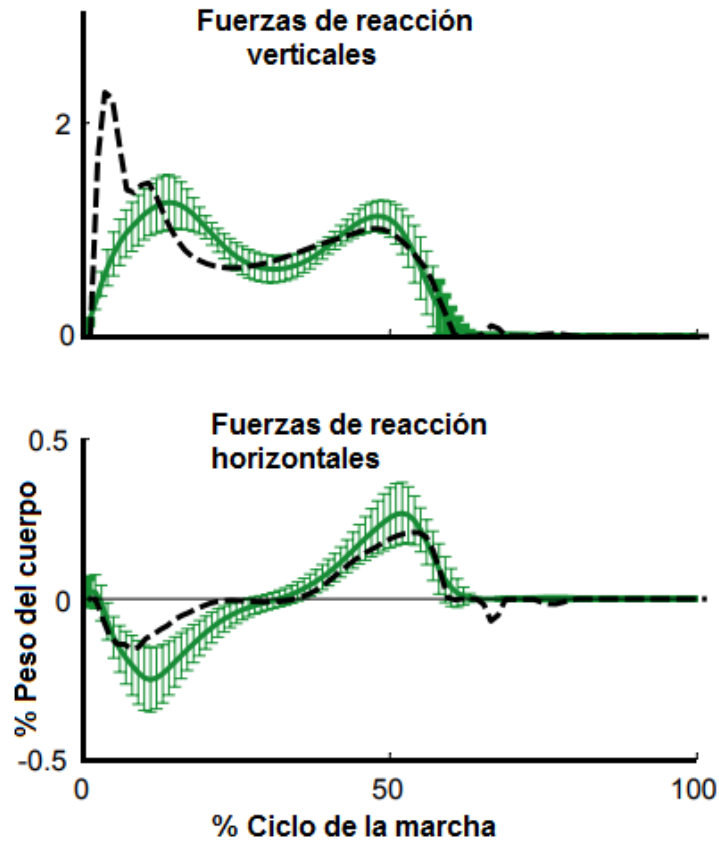 Fuerzas de reacción
verticales
2
0
Fuerzas de reacción
horizontales
0.5
0
-0.5
% Peso del cuerpo
0 50 100
% Ciclo de la marcha